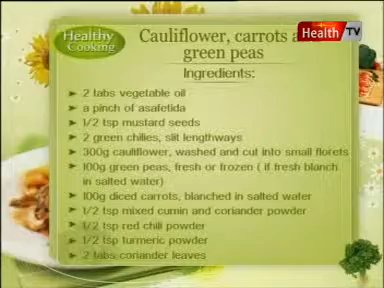 Healthy
Cooking
Cauliflower, carrots a
green peas
Health TV
Ingredients:
2 tabs vegetable oil
a pinch of asafetida
1/2 tsp mustard seeds
2 green chilies, slit lengthways
300g cauliflower, washed and cut into small florets
100g green peas, fresh or frozen ( if fresh blanch
in salted water)
100g diced carrots, blanched in salted water
1/2 tsp mixed cumin and coriander powder
1/2 tsp red chili powder
1/2 tsp turmeric powder
2 tabs coriander leaves